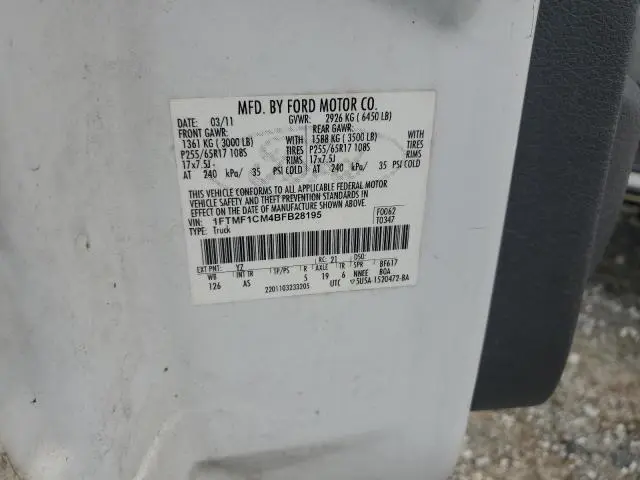 MFD. BY FORD MOTOR CO.
DATE: 03/11 GVWR: 2926 KG ( 6450 LB)
FRONT GAWR: REAR GAWR:
1361 KG ( 3000 LB) WITH 1588 KG ( 3500 LB) WITH
P255/65R17 108S TIRES P255/65R17 108S TIRES
17x7.5J RIMS 17x7.5J RIMS
AT 240 kPa/ 35 PSI COLD AT 240 kPa/ 35 PSI COLD
THIS VEHICLE CONFORMS TO ALL APPLICABLE FEDERAL MOTOR
VEHICLE SAFETY AND THEFT PREVENTION STANDARDS IN
EFFECT ON THE DATE OF MANUFACTURE SHOWN ABOVE.
VIN: 1FTMF1CM4BFB28195 F0062
TYPE: Truck T0347
EXT PNT: YZ RC: 21 DSO:
WB INT TR TP/PS R AXLE TR SPR BF617
126 AS 5 19 6 NNEE BOA
2201103233205 UTC 5U5A-1520472-BA